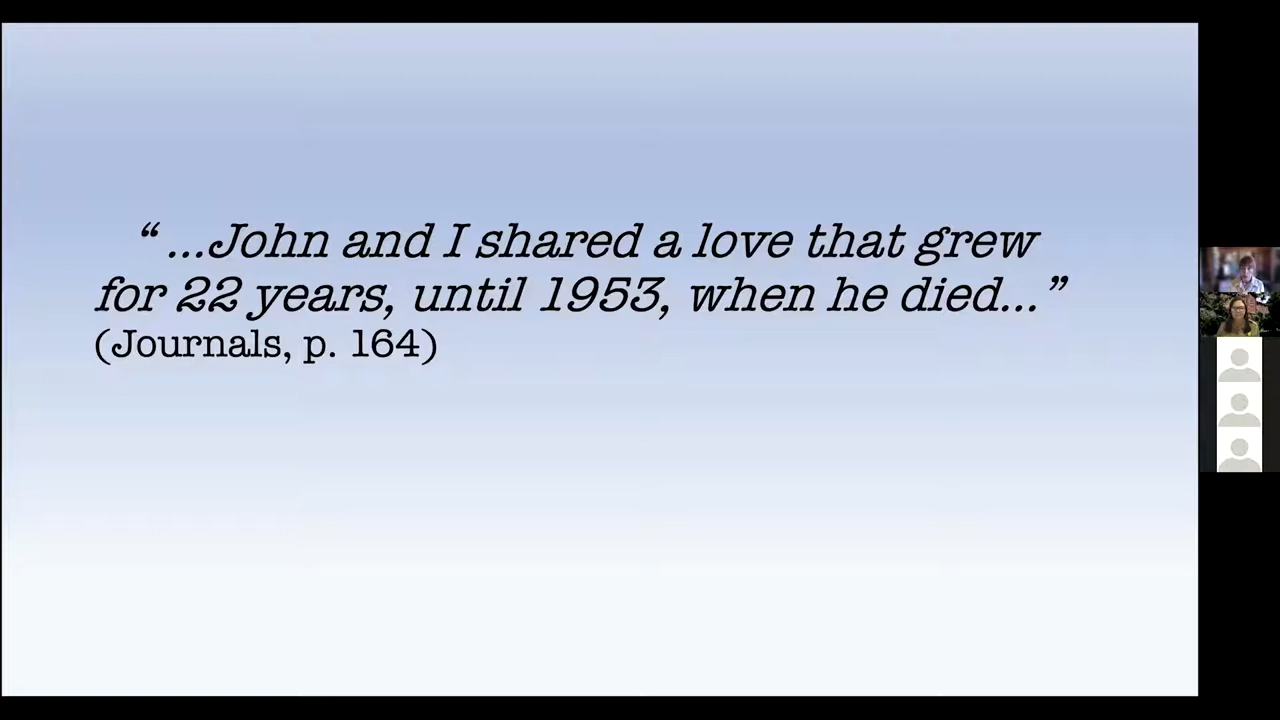 “ ...John and I shared a love that grew
for 22 years, until 1953, when he died... ”
(Journals, p. 164)